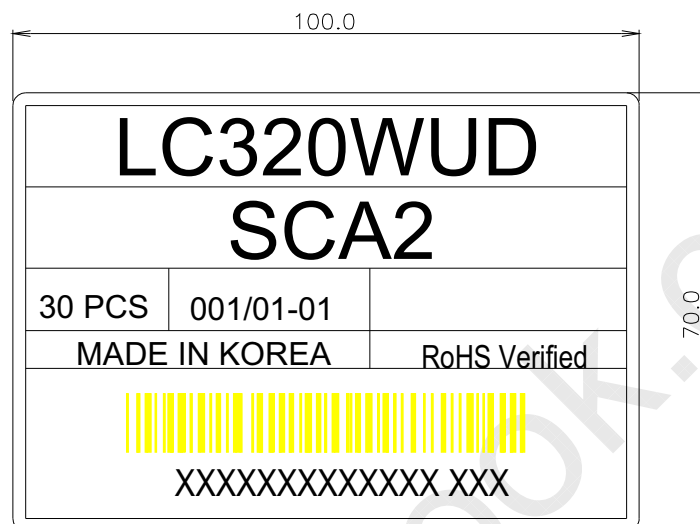 100.0
LC320WUD
SCA2
70.0
30 PCS 001/01-01
MADE IN KOREA RoHS Verified
XXXXXXXXXXXXX XXX